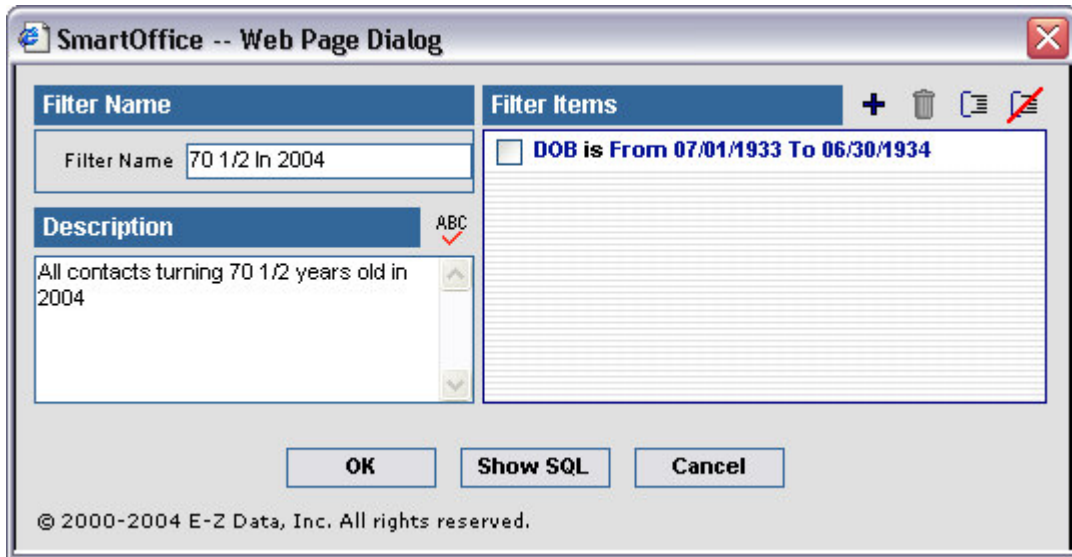 SmartOffice -- Web Page Dialog
Filter Name
Filter Name 70 1/2 In 2004
Description
ABC
All contacts turning 70 1/2 years old in
2004
Filter Items
DOB is From 07/01/1933 To 06/30/1934
OK
Show SQL
Cancel
© 2000-2004 E-Z Data, Inc. All rights reserved.